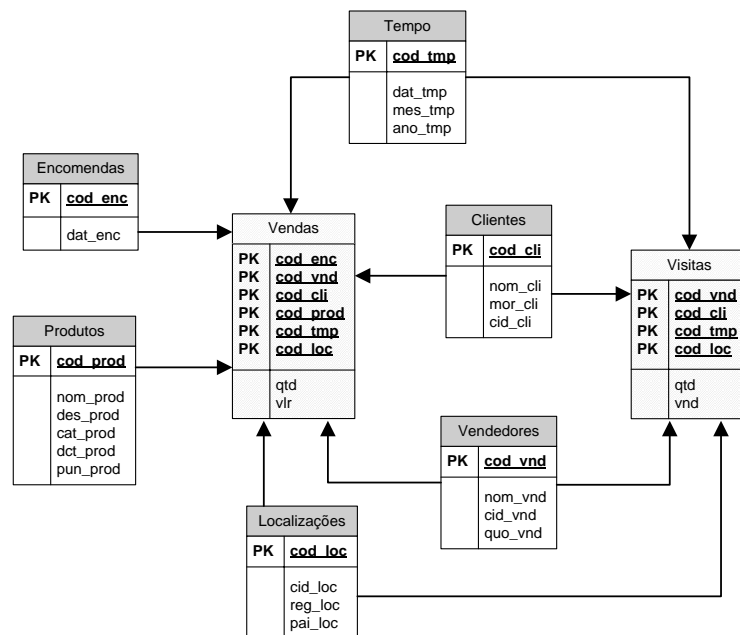 Tempo
PK cod_tmp
dat_tmp
mes_tmp
ano_tmp
Encomendas
PK cod_enc
dat_enc
Vendas
PK cod_enc
PK cod_vnd
PK cod_cli
PK cod_prod
PK cod_tmp
PK cod_loc
qtd
vlr
Clientes
PK cod_cli
nom_cli
mor_cli
cid_cli
Visitas
PK cod_vnd
PK cod_cli
PK cod_tmp
PK cod_loc
qtd
vnd
Produtos
PK cod_prod
nom_prod
des_prod
cat_prod
dct_prod
pun_prod
Vendedores
PK cod_vnd
nom_vnd
cid_vnd
quo_vnd
Localizações
PK cod_loc
cid_loc
reg_loc
pai_loc